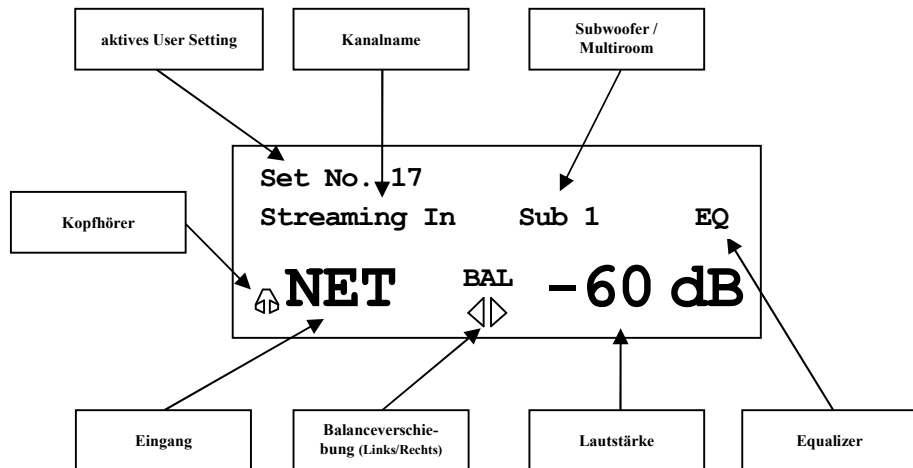 aktives User Setting
Kanalname
Subwoofer /
Multiroom
Set No. 17
Streaming In Sub 1 EQ
Kopfhörer
NET BAL -60 dB
Eingang
Balanceverschie-
bung (Links/Rechts)
Lautstärke
Equalizer